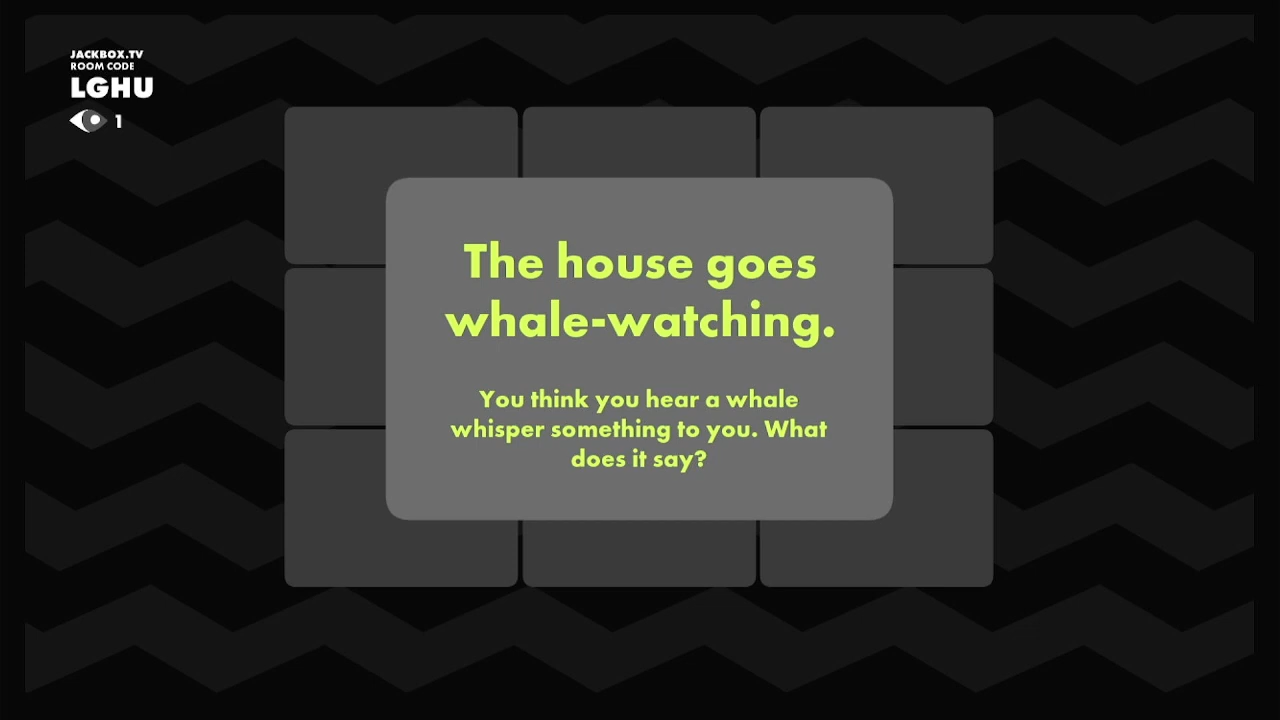 JACKBOX.TV
ROOM CODE
LGHU
1
The house goes
whale-watching.
You think you hear a whale
whisper something to you. What
does it say?